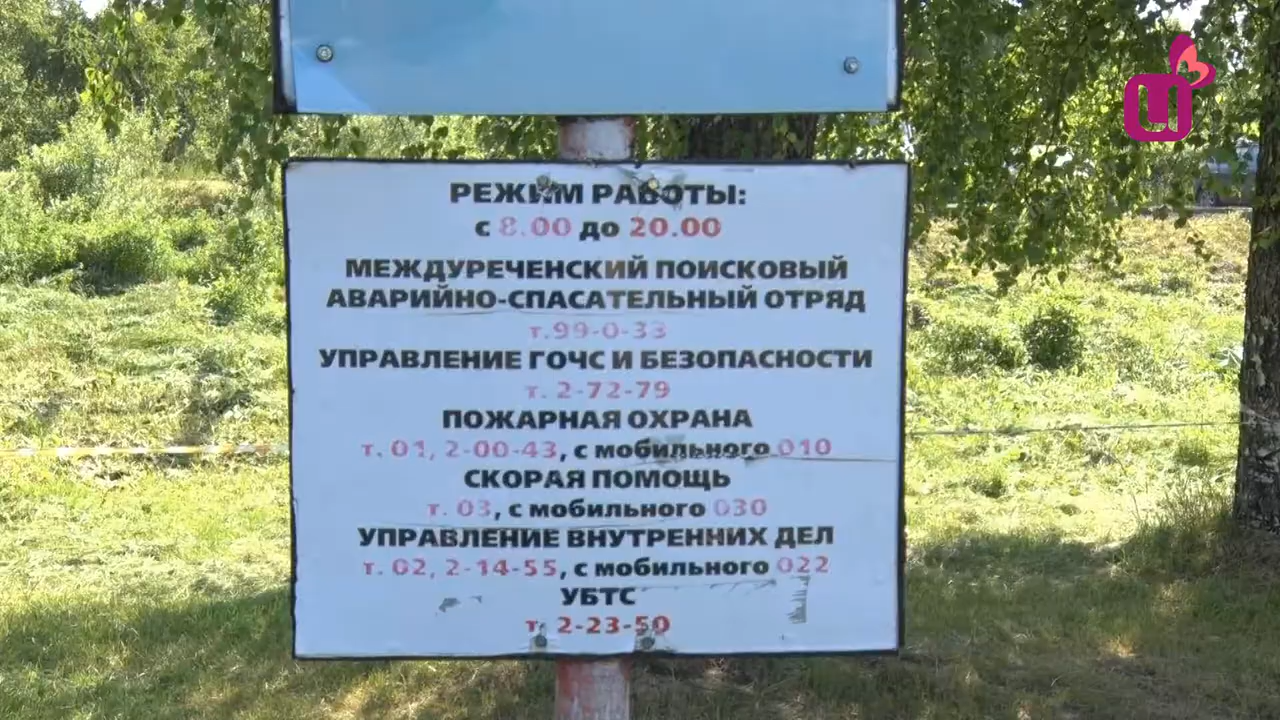 РЕЖИМ РАБОТЫ:
с 8.00 до 20.00
МЕЖДУРЕЧЕНСКИЙ ПОИСКОВЫЙ
АВАРИЙНО-СПАСАТЕЛЬНЫЙ ОТРЯД
т.99-0-33
УПРАВЛЕНИЕ ГОЧС И БЕЗОПАСНОСТИ
т. 2-72-79
ПОЖАРНАЯ ОХРАНА
т. 01, 2-00-43, с мобильного 010
СКОРАЯ ПОМОЩЬ
т. 03, с мобильного 030
УПРАВЛЕНИЕ ВНУТРЕННИХ ДЕЛ
т. 02, 2-14-55, с мобильного 022
УБТС
т. 2-23-50